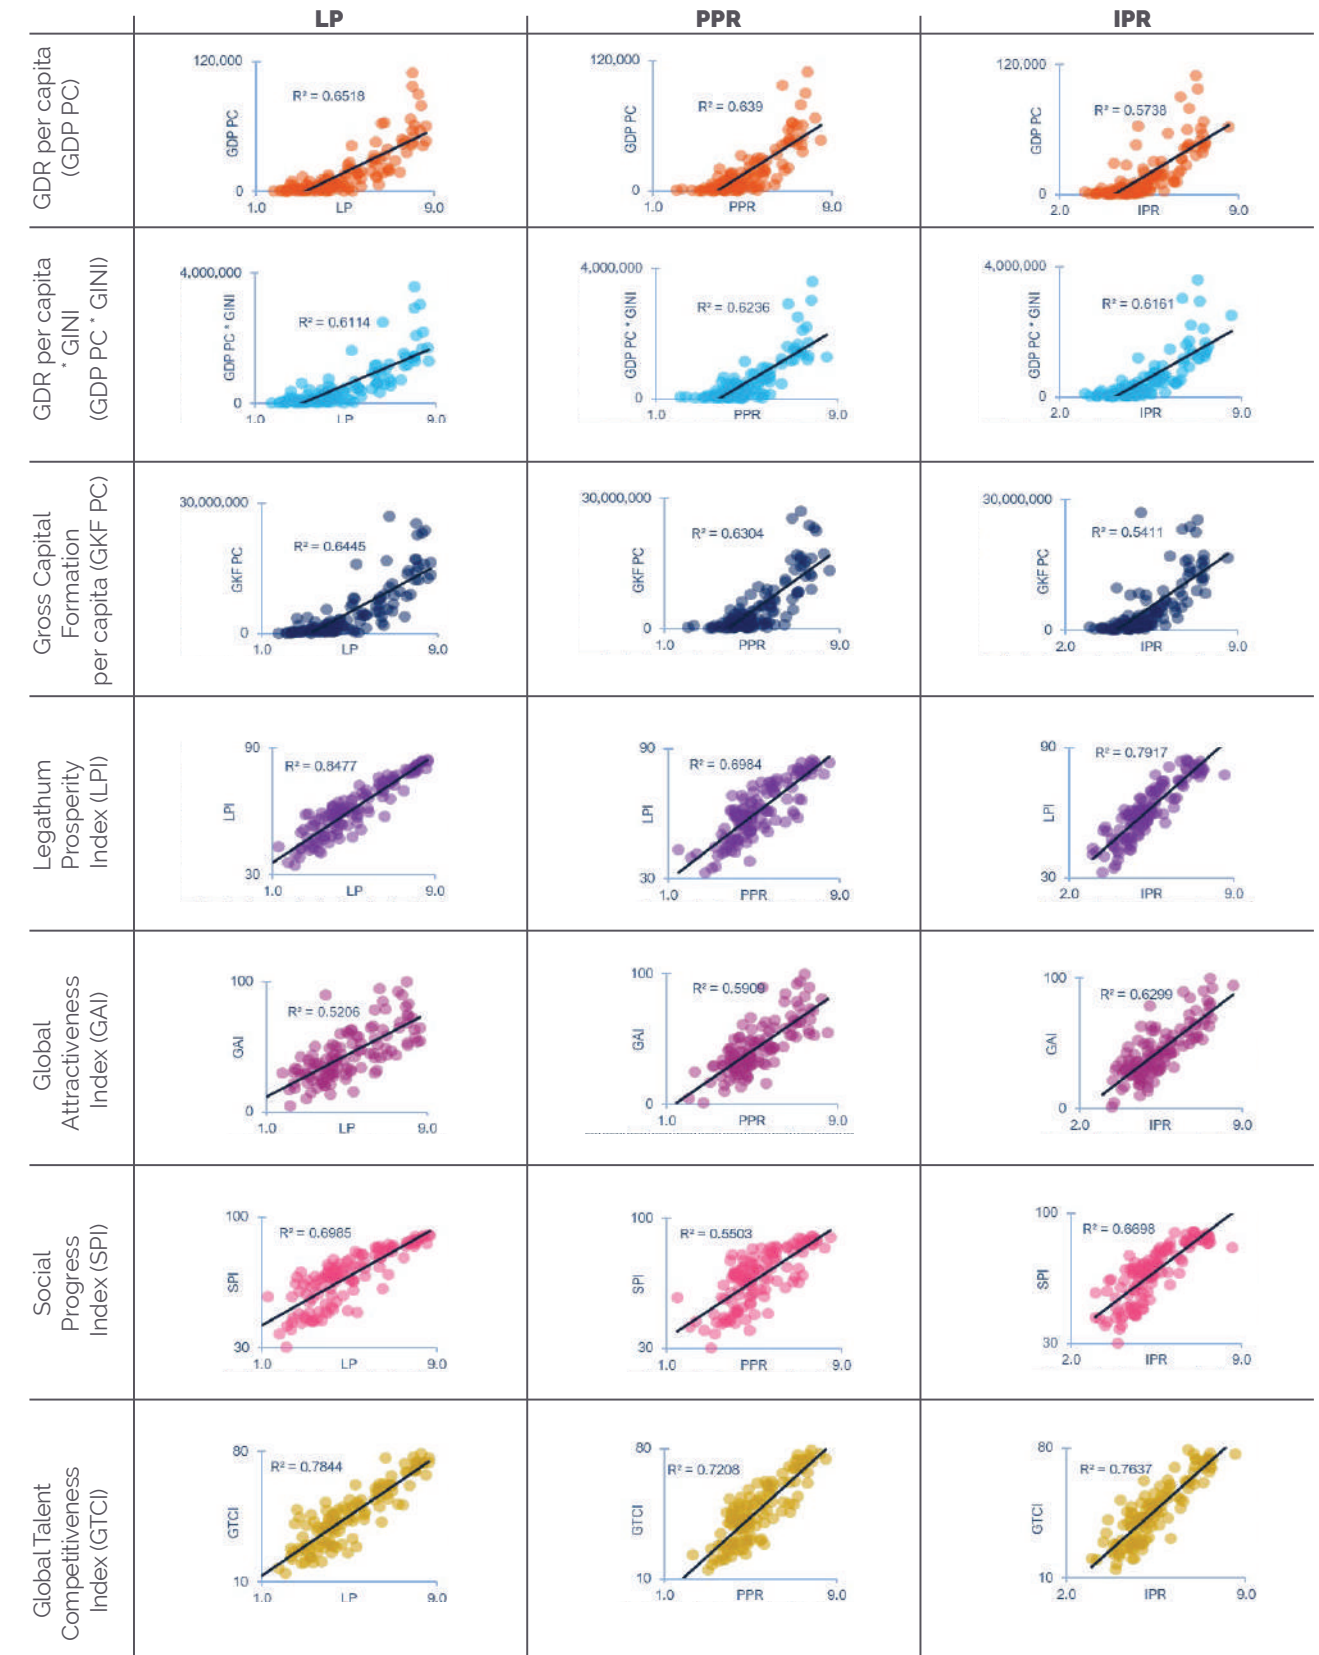 LP
PPR
IPR
GDR per capita
(GDP PC)
120,000
R² = 0.6518
GDP PC
0
1.0
LP
9.0
120,000
R² = 0.639
GDP PC
0
1.0
PPR
9.0
120,000
R² = 0.5738
GDP PC
0
2.0
IPR
9.0
GDR per capita
* GINI
(GDP PC * GINI)
4,000,000
R² = 0.6114
GDP PC * GINI
0
1.0
LP
9.0
4,000,000
R² = 0.6236
GDP PC * GINI
0
1.0
PPR
9.0
4,000,000
R² = 0.6161
GDP PC * GINI
0
2.0
IPR
9.0
Gross Capital
Formation
per capita (GKF PC)
30,000,000
R² = 0.6445
GKF PC
0
1.0
LP
9.0
30,000,000
R² = 0.6304
GKF PC
0
1.0
PPR
9.0
30,000,000
R² = 0.5411
GKF PC
0
2.0
IPR
9.0
Legathum
Prosperity
Index (LPI)
90
R² = 0.8477
LPI
30
1.0
LP
9.0
90
R² = 0.6984
LPI
30
1.0
PPR
9.0
90
R² = 0.7917
LPI
30
2.0
IPR
9.0
Global
Attractiveness
Index (GAI)
100
R² = 0.5206
GAI
0
1.0
LP
9.0
100
R² = 0.5909
GAI
0
1.0
PPR
9.0
100
R² = 0.6299
GAI
0
2.0
IPR
9.0
Social
Progress
Index (SPI)
100
R² = 0.6985
SPI
30
1.0
LP
9.0
100
R² = 0.5503
SPI
30
1.0
PPR
9.0
100
R² = 0.6698
SPI
30
2.0
IPR
9.0
Global Talent
Competitiveness
Index (GTCI)
80
R² = 0.7844
GTCI
10
1.0
LP
9.0
80
R² = 0.7208
GTCI
10
1.0
PPR
9.0
80
R² = 0.7637
GTCI
10
2.0
IPR
9.0